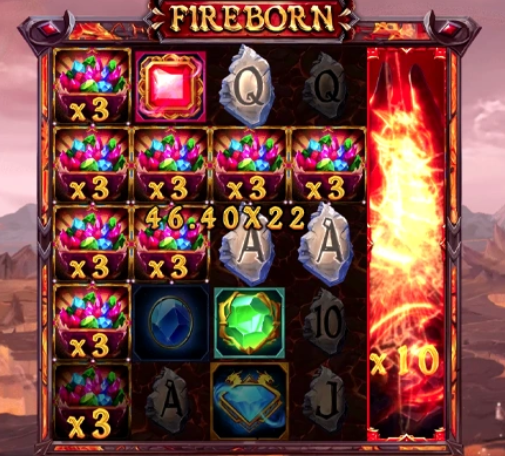 FIREBORN
x3 Q Q
x3 x3 x3 x3
46.40X22
x3 x3 A A
x3 10 x10
x3 A J